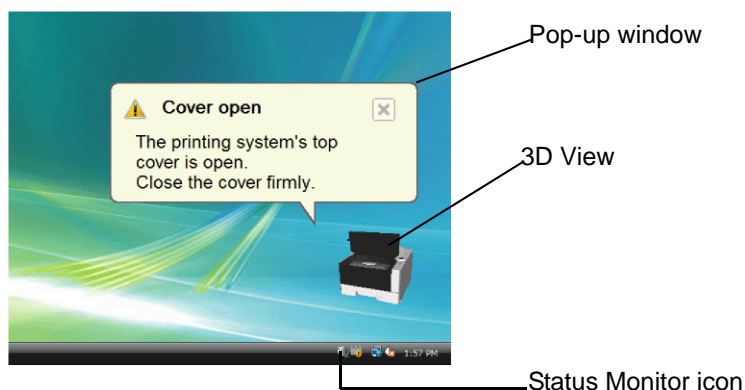 Pop-up window
Cover open
The printing system's top
cover is open.
Close the cover firmly.
3D View
1:57 PM
Status Monitor icon